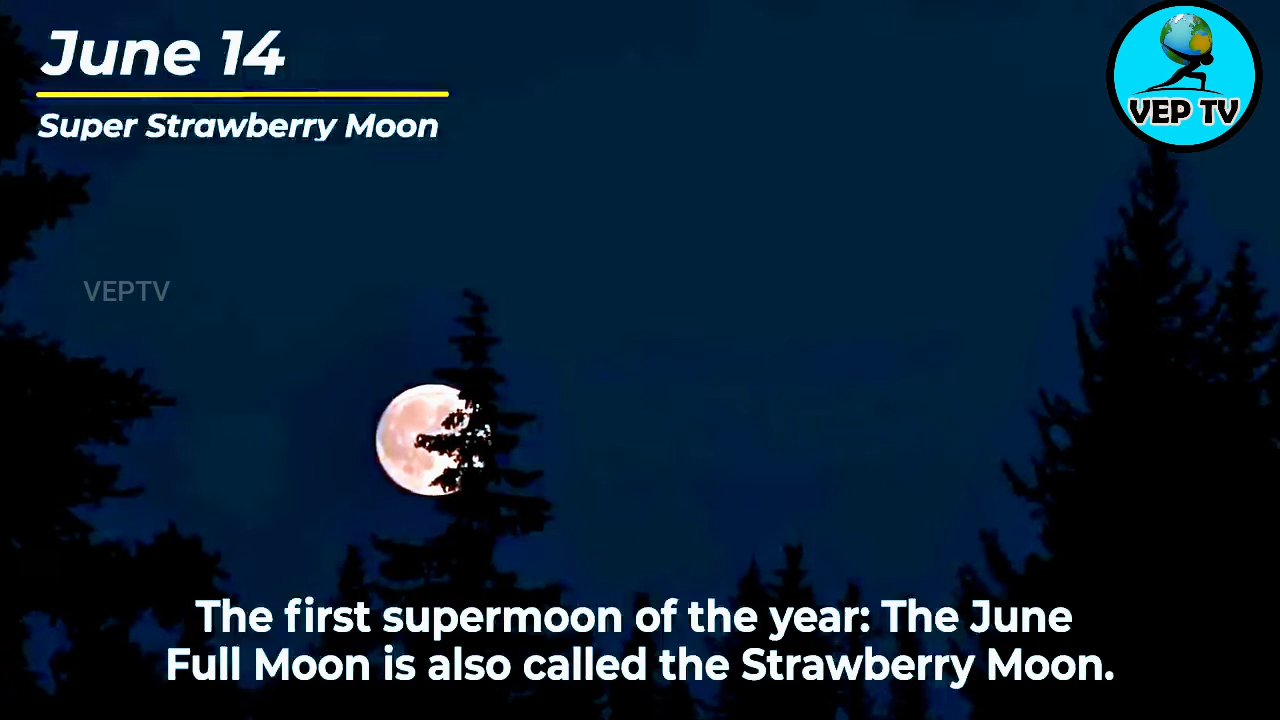 June 14
Super Strawberry Moon
VEP TV
VEPTV
The first supermoon of the year: The June
Full Moon is also called the Strawberry Moon.